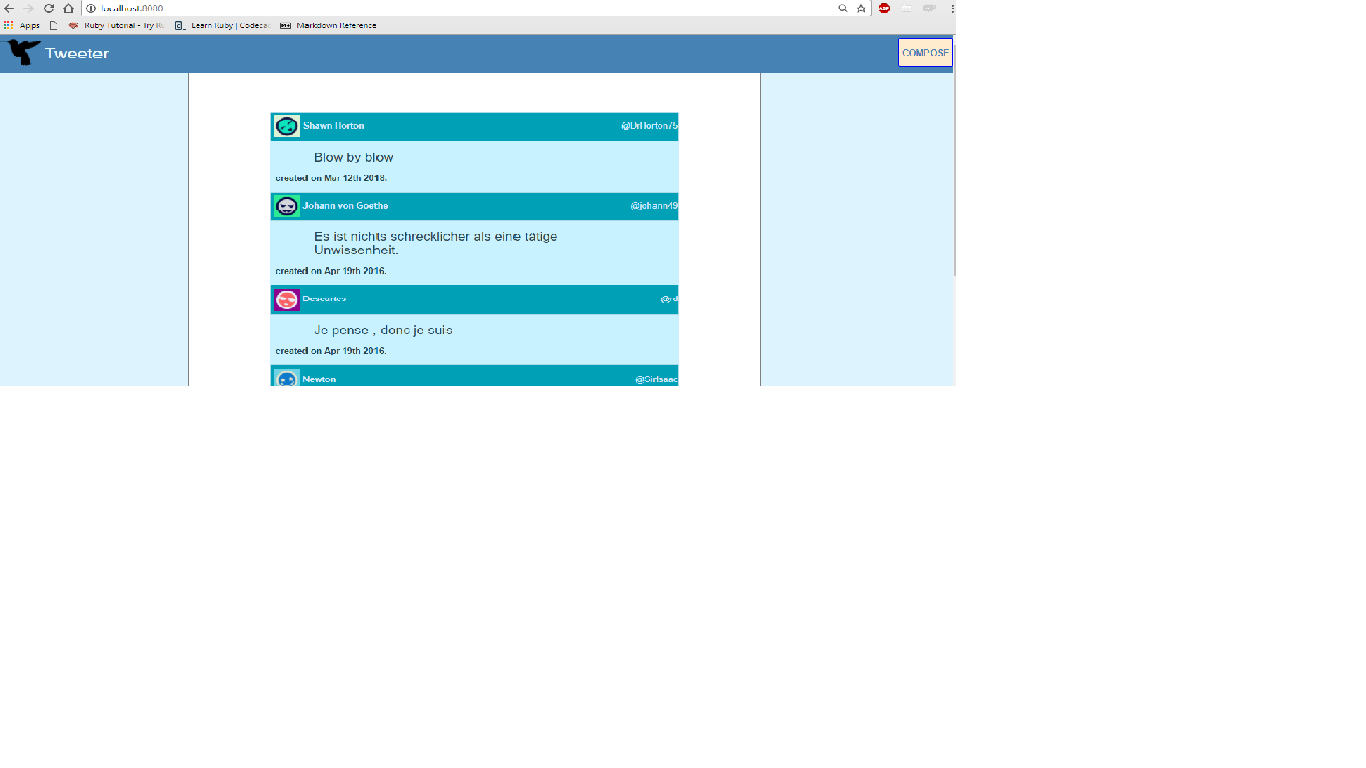 localhost:8080
Apps Ruby Tutorial - Try Ru Learn Ruby | Codecac Markdown Reference
Tweeter COMPOSE
Shawn Horton @DrHorton75
Blow by blow
created on Mar 12th 2018.
Johann von Goethe @johann49
Es ist nichts schrecklicher als eine tätige
Unwissenheit.
created on Apr 19th 2016.
Descartes @rd
Je pense , donc je suis
created on Apr 19th 2016.
Newton @SirIsaac